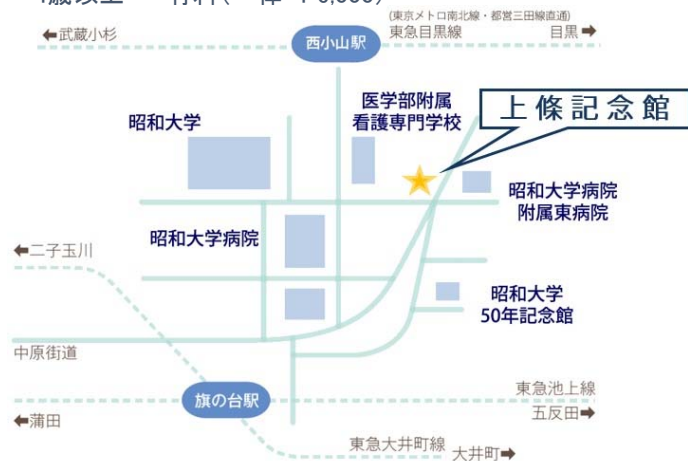 (東京メトロ南北線・都営三田線直通)
⬅武蔵小杉
西小山駅
東急目黒線
目黒➡
昭和大学
医学部附属
看護専門学校
上條記念館
昭和大学病院
附属東病院
昭和大学病院
⬅二子玉川
昭和大学
50年記念館
中原街道
旗の台駅
東急池上線
⬅蒲田
五反田➡
東急大井町線
大井町➡